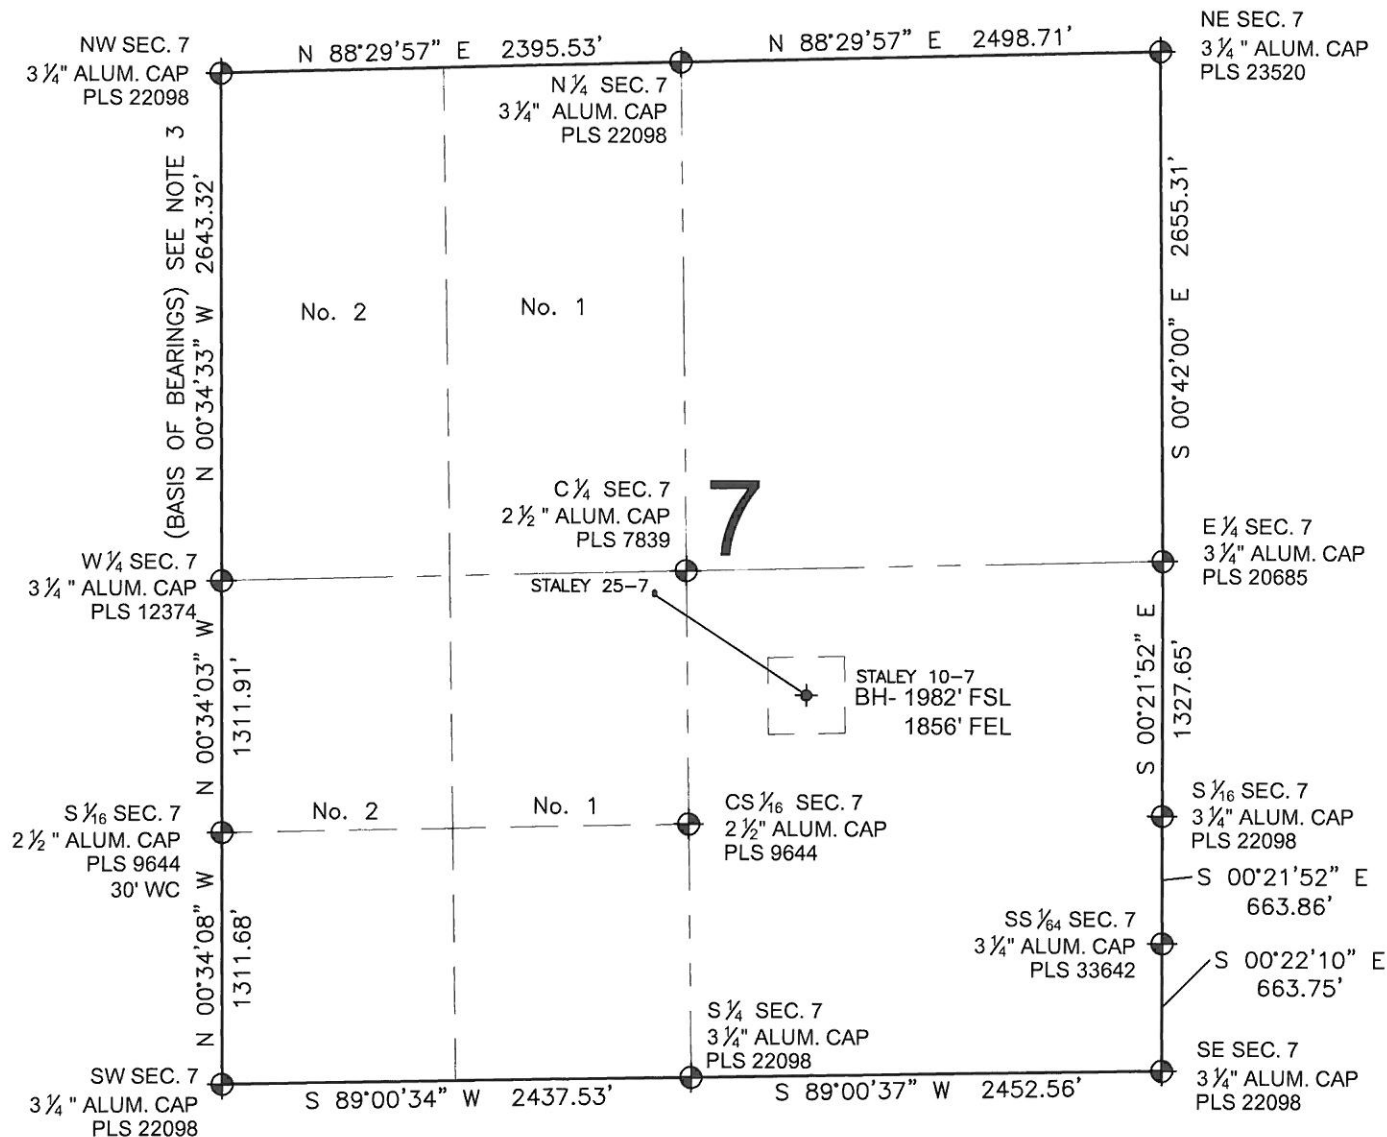 NW SEC. 7
3 ¼" ALUM. CAP
PLS 22098
N 88°29'57" E 2395.53'
N 88°29'57" E 2498.71'
NE SEC. 7
3 ¼" ALUM. CAP
PLS 23520
N ¼ SEC. 7
3 ¼" ALUM. CAP
PLS 22098
(BASIS OF BEARINGS) SEE NOTE 3
N 00°34'33" W 2643.32'
S 00°42'00" E 2655.31'
No. 2
No. 1
C ¼ SEC. 7
2 ½" ALUM. CAP
PLS 7839
7
W ¼ SEC. 7
3 ¼" ALUM. CAP
PLS 12374
E ¼ SEC. 7
3 ¼" ALUM. CAP
PLS 20685
STALEY 25-7
STALEY 10-7
BH- 1982' FSL
1856' FEL
N 00°34'03" W
1311.91'
S 00°21'52" E
1327.65'
S 1/16 SEC. 7
2 ½" ALUM. CAP
PLS 9644
30' WC
No. 2
No. 1
CS 1/16 SEC. 7
2 ½" ALUM. CAP
PLS 9644
S 1/16 SEC. 7
3 ¼" ALUM. CAP
PLS 22098
S 00°21'52" E
663.86'
SS 1/64 SEC. 7
3 ¼" ALUM. CAP
PLS 33642
S 00°22'10" E
663.75'
N 00°34'08" W
1311.68'
S ¼ SEC. 7
3 ¼" ALUM. CAP
PLS 22098
SW SEC. 7
3 ¼" ALUM. CAP
PLS 22098
S 89°00'34" W 2437.53'
S 89°00'37" W 2452.56'
SE SEC. 7
3 ¼" ALUM. CAP
PLS 22098